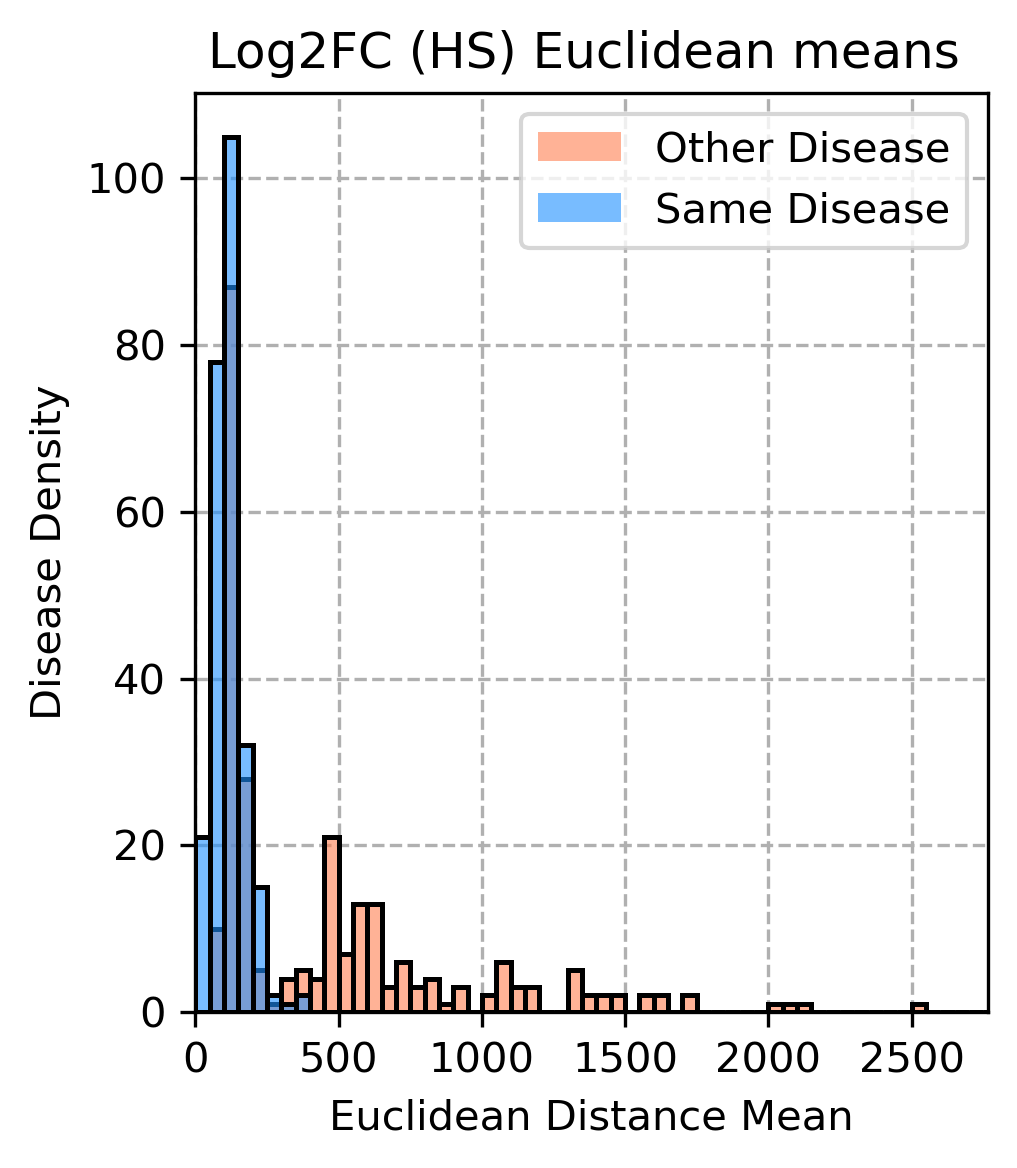 Log2FC (HS) Euclidean means
Other Disease
Same Disease
100
80
60
40
20
0
Disease Density
0 500 1000 1500 2000 2500
Euclidean Distance Mean